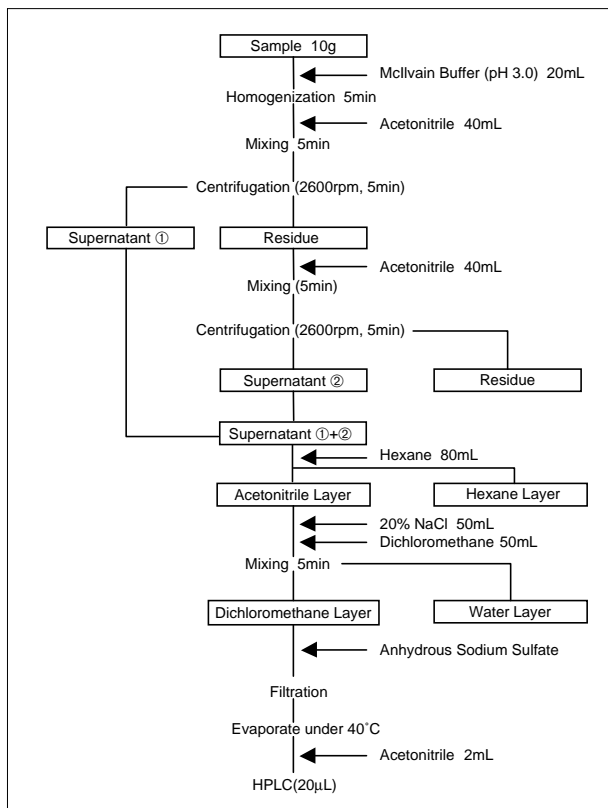 Sample 10g
McIlvain Buffer (pH 3.0) 20mL
Homogenization 5min
Acetonitrile 40mL
Mixing 5min
Centrifugation (2600rpm, 5min)
Supernatant ①
Residue
Acetonitrile 40mL
Mixing (5min)
Centrifugation (2600rpm, 5min)
Supernatant ②
Residue
Supernatant ①+②
Hexane 80mL
Acetonitrile Layer
Hexane Layer
20% NaCl 50mL
Dichloromethane 50mL
Mixing 5min
Dichloromethane Layer
Water Layer
Anhydrous Sodium Sulfate
Filtration
Evaporate under 40˚C
Acetonitrile 2mL
HPLC(20µL)